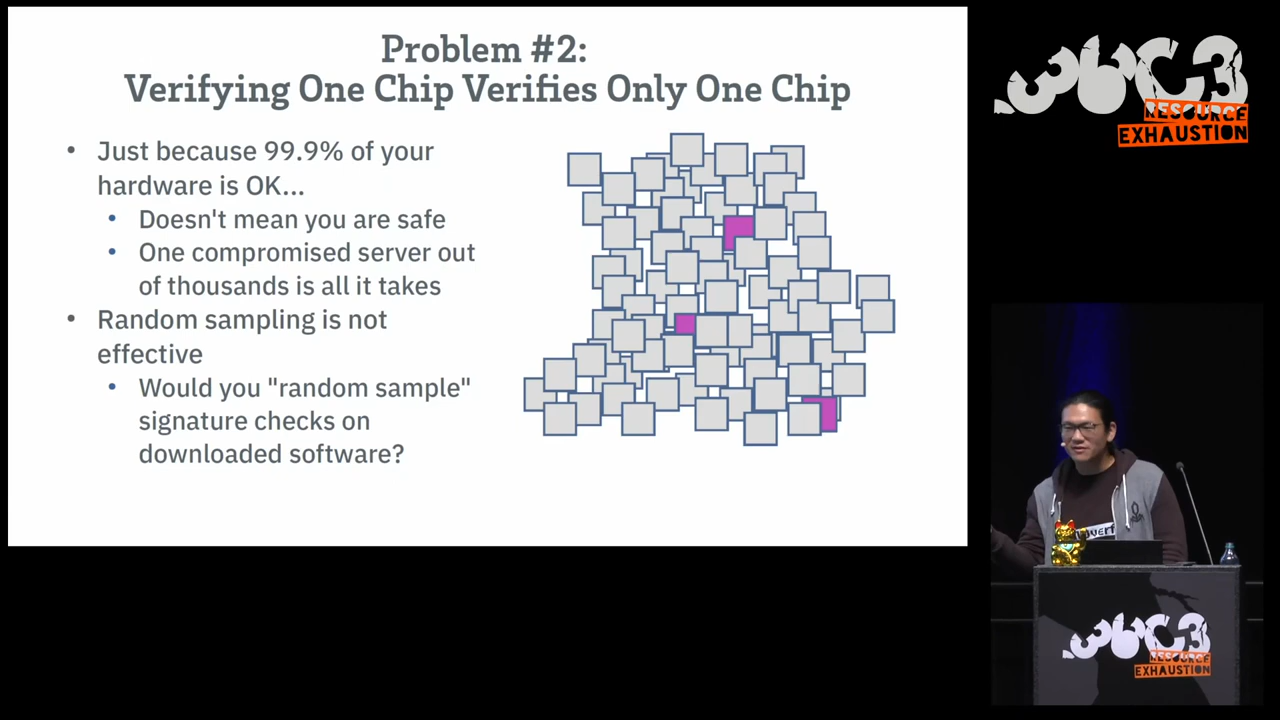 Problem #2:
Verifying One Chip Verifies Only One Chip
• Just because 99.9% of your
hardware is OK...
• Doesn't mean you are safe
• One compromised server out
of thousands is all it takes
• Random sampling is not
effective
• Would you "random sample"
signature checks on
downloaded software?
36C3
RESOURCE
EXHAUSTION
36C3
RESOURCE
EXHAUSTION